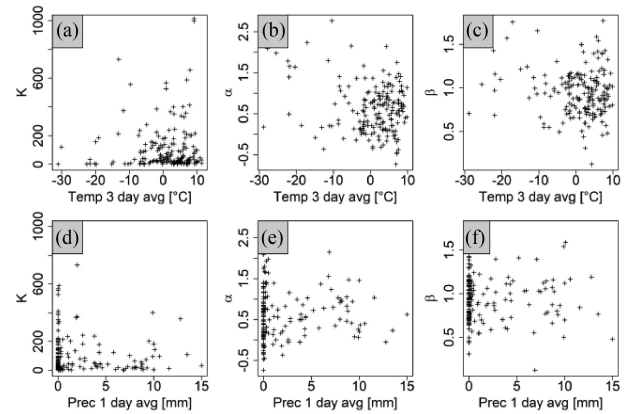 (a)
K
0 200 600 1000
-30 -20 -10 0 10
Temp 3 day avg [°C]
(b)
α
-0.5 0.5 1.5 2.5
-30 -20 -10 0 10
Temp 3 day avg [°C]
(c)
β
0.5 1.0 1.5
-30 -20 -10 0 10
Temp 3 day avg [°C]
(d)
K
0 200 600 1000
0 5 10 15
Prec 1 day avg [mm]
(e)
α
-0.5 0.5 1.5 2.5
0 5 10 15
Prec 1 day avg [mm]
(f)
β
0.5 1.0 1.5
0 5 10 15
Prec 1 day avg [mm]